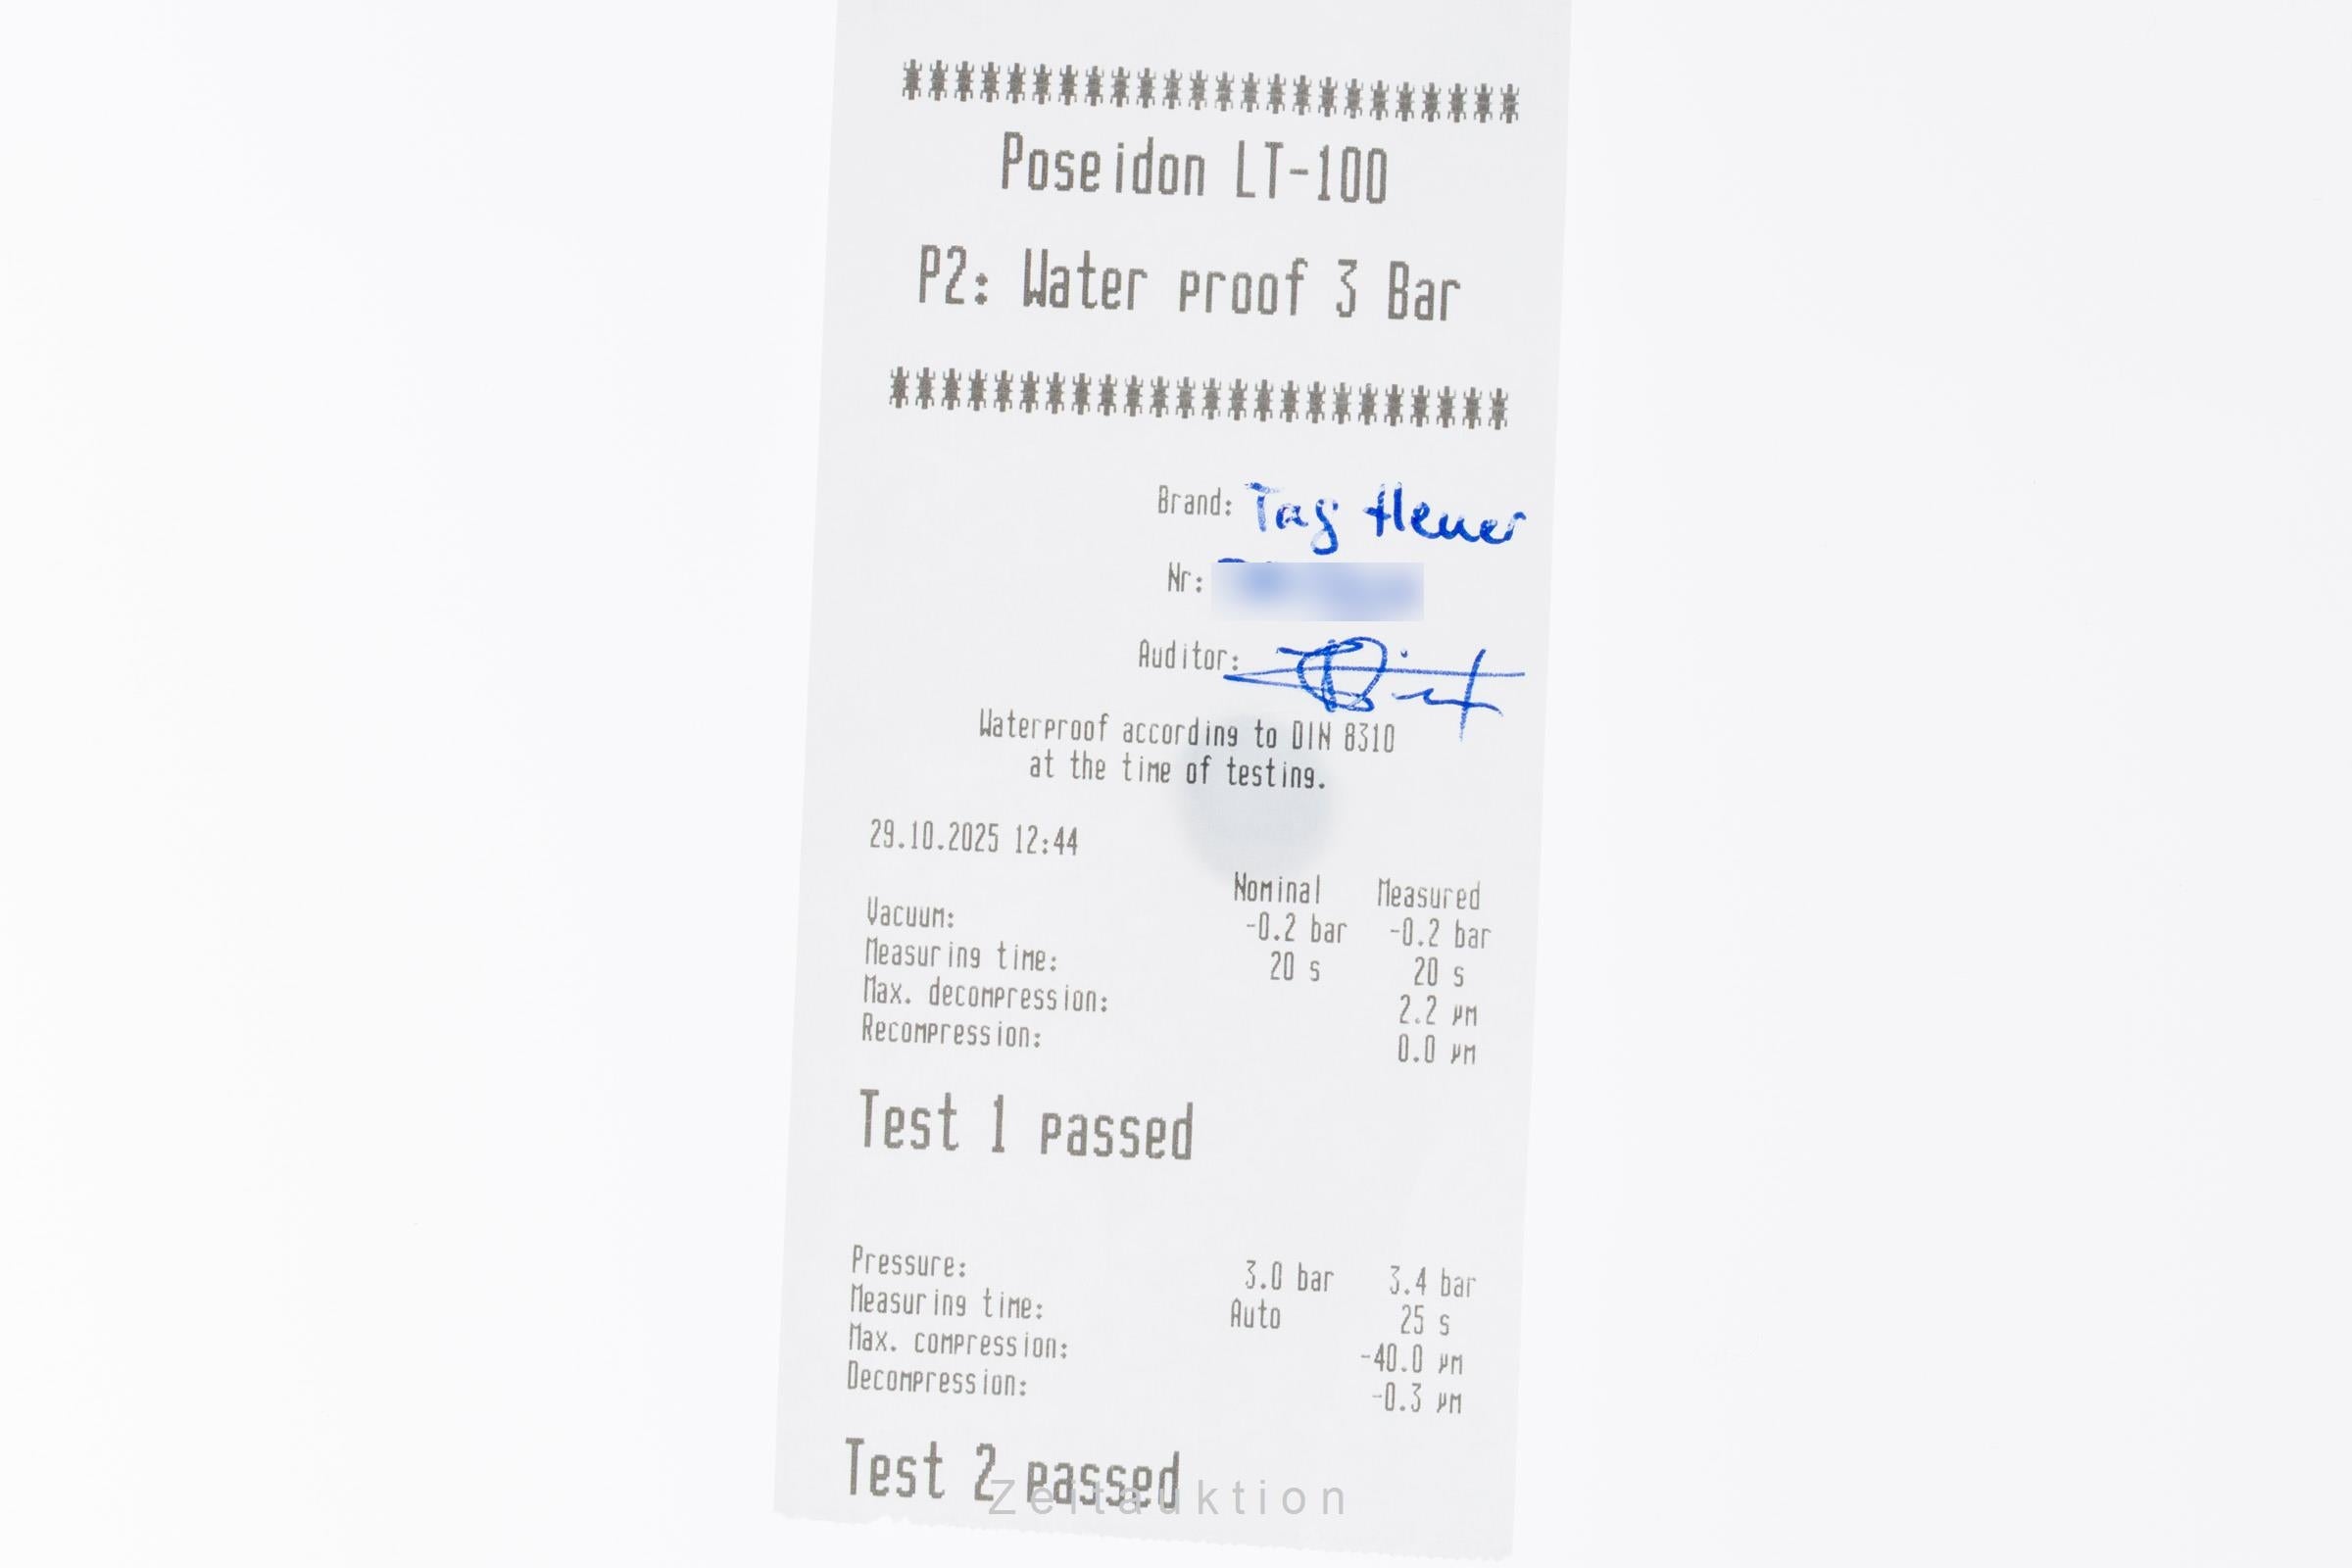 ************************
Poseidon LT-100
P2: Water proof 3 Bar
************************
Brand: Tag Heuer
Nr:
Auditor:
Waterproof according to DIN 8310
at the time of testing.
29.10.2025 12:44
Nominal Measured
Vacuum: -0.2 bar -0.2 bar
Measuring time: 20 s 20 s
Max. decompression: 2.2 µm
Recompression: 0.0 µm
Test 1 passed
Pressure: 3.0 bar 3.4 bar
Measuring time: Auto 25 s
Max. compression: -40.0 µm
Decompression: -0.3 µm
Test 2 passed
Zeitauktion